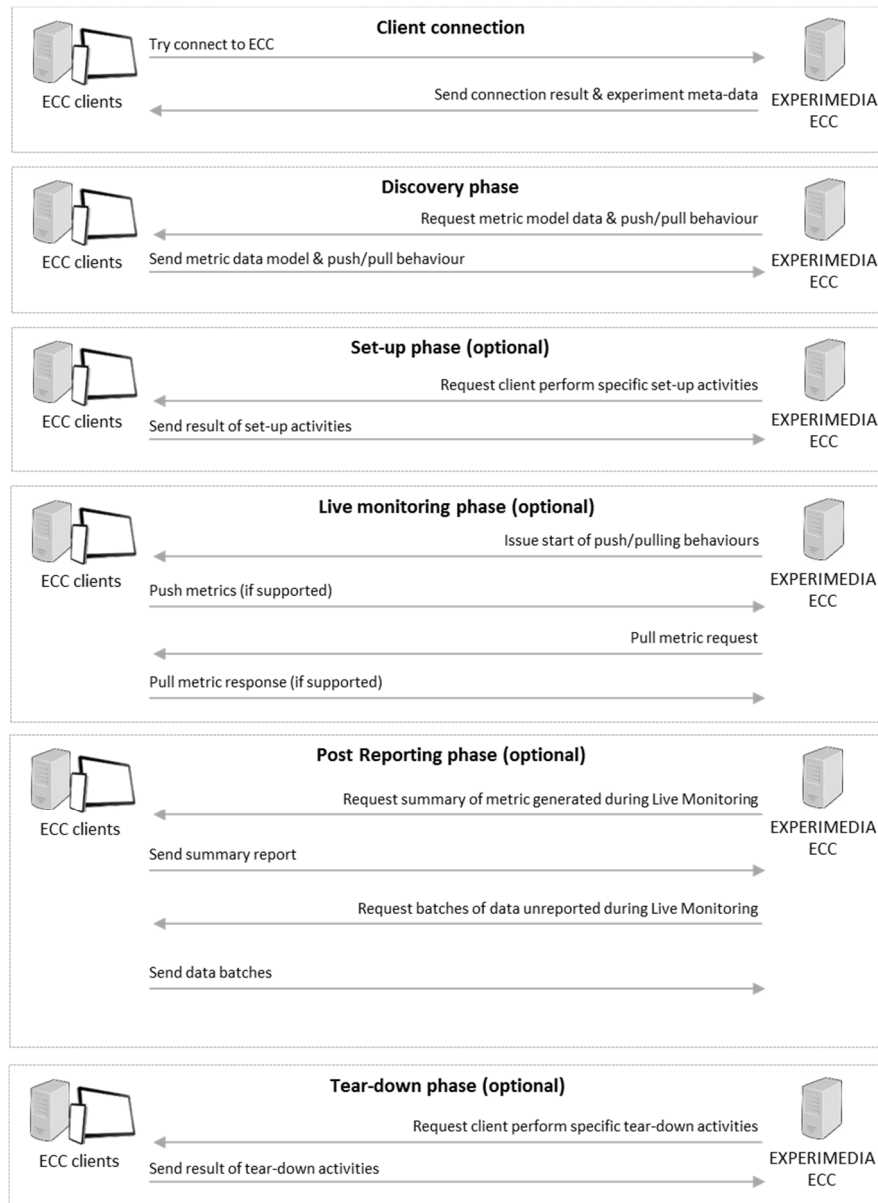 Client connection
Try connect to ECC
Send connection result & experiment meta-data
ECC clients
EXPERIMEDIA
ECC
Discovery phase
Request metric model data & push/pull behaviour
ECC clients
Send metric data model & push/pull behaviour
EXPERIMEDIA
ECC
Set-up phase (optional)
Request client perform specific set-up activities
ECC clients
Send result of set-up activities
EXPERIMEDIA
ECC
Live monitoring phase (optional)
Issue start of push/pulling behaviours
ECC clients
EXPERIMEDIA
ECC
Push metrics (if supported)
Pull metric request
Pull metric response (if supported)
Post Reporting phase (optional)
Request summary of metric generated during Live Monitoring
ECC clients
EXPERIMEDIA
ECC
Send summary report
Request batches of data unreported during Live Monitoring
Send data batches
Tear-down phase (optional)
Request client perform specific tear-down activities
ECC clients
Send result of tear-down activities
EXPERIMEDIA
ECC